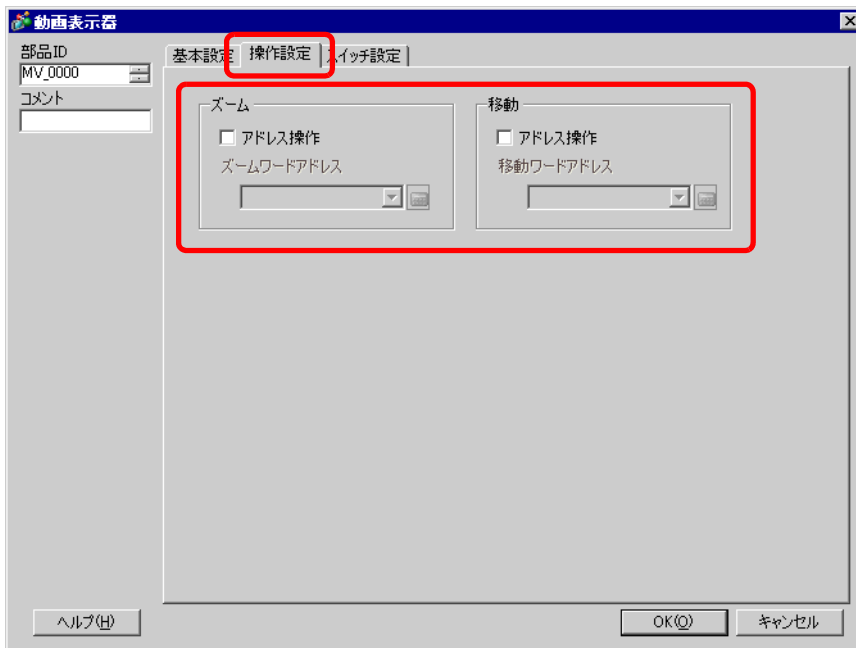 動画表示器
部品ID
MV_0000
コメント
基本設定 操作設定 スイッチ設定
ズーム
アドレス操作
ズームワードアドレス
移動
アドレス操作
移動ワードアドレス
ヘルプ(H) OK(O) キャンセル